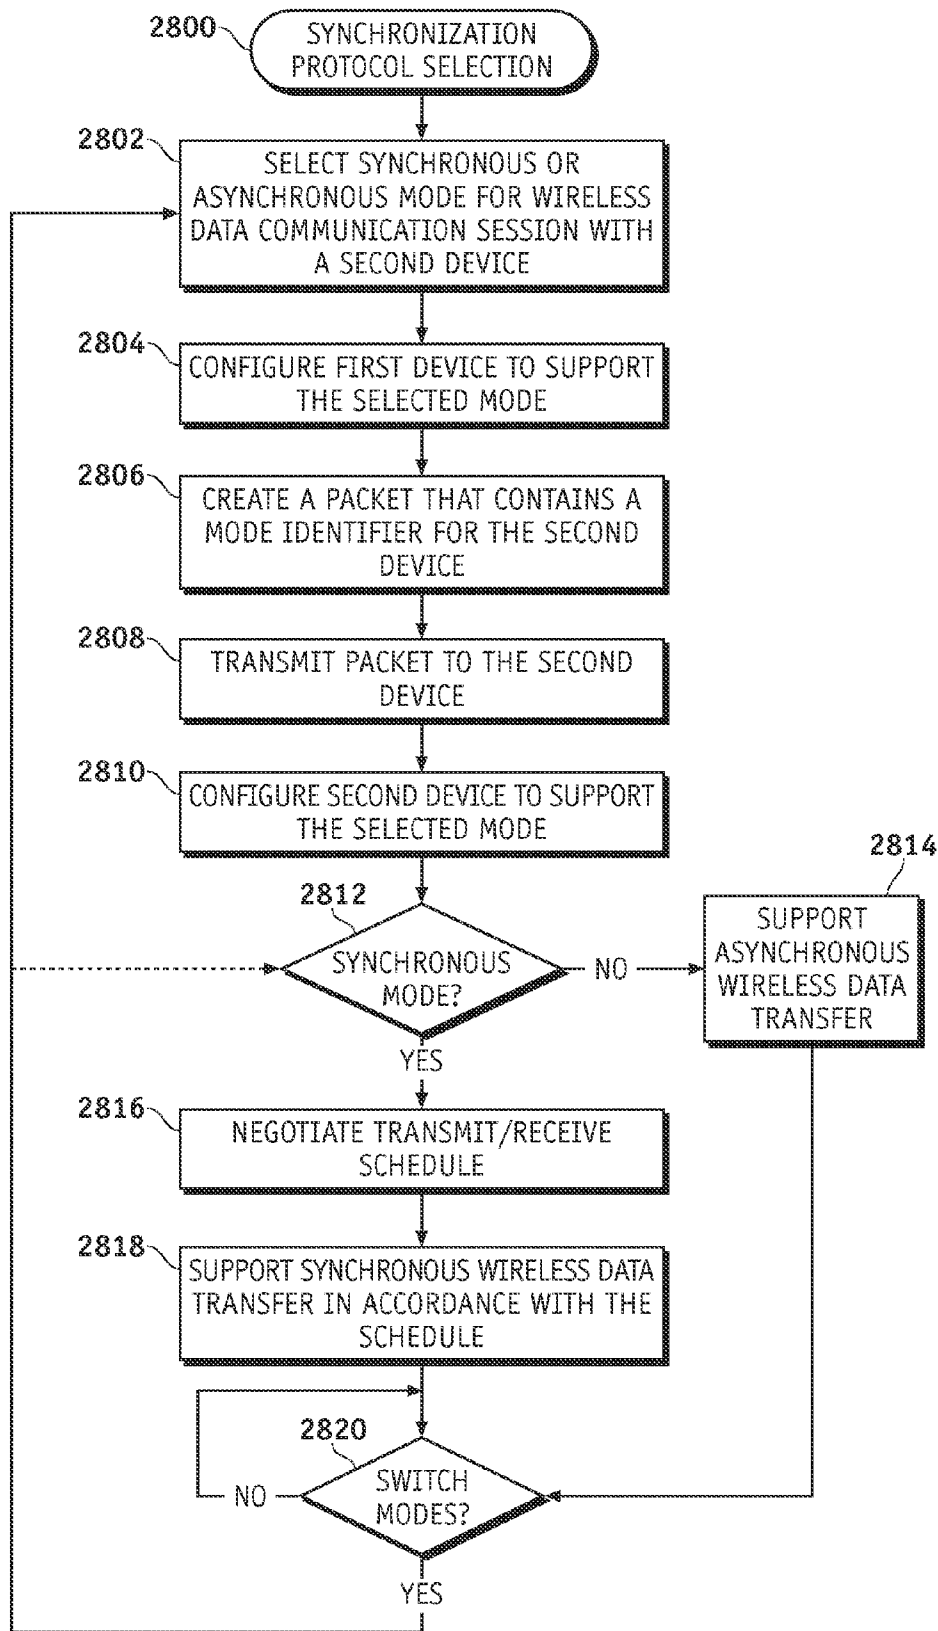 2800
SYNCHRONIZATION
PROTOCOL SELECTION
2802
SELECT SYNCHRONOUS OR
ASYNCHRONOUS MODE FOR WIRELESS
DATA COMMUNICATION SESSION WITH
A SECOND DEVICE
2804
CONFIGURE FIRST DEVICE TO SUPPORT
THE SELECTED MODE
2806
CREATE A PACKET THAT CONTAINS A
MODE IDENTIFIER FOR THE SECOND
DEVICE
2808
TRANSMIT PACKET TO THE SECOND
DEVICE
2810
CONFIGURE SECOND DEVICE TO SUPPORT
THE SELECTED MODE
2812
SYNCHRONOUS
MODE?
NO
2814
SUPPORT
ASYNCHRONOUS
WIRELESS DATA
TRANSFER
YES
2816
NEGOTIATE TRANSMIT/RECEIVE
SCHEDULE
2818
SUPPORT SYNCHRONOUS WIRELESS DATA
TRANSFER IN ACCORDANCE WITH THE
SCHEDULE
2820
SWITCH
MODES?
NO
YES